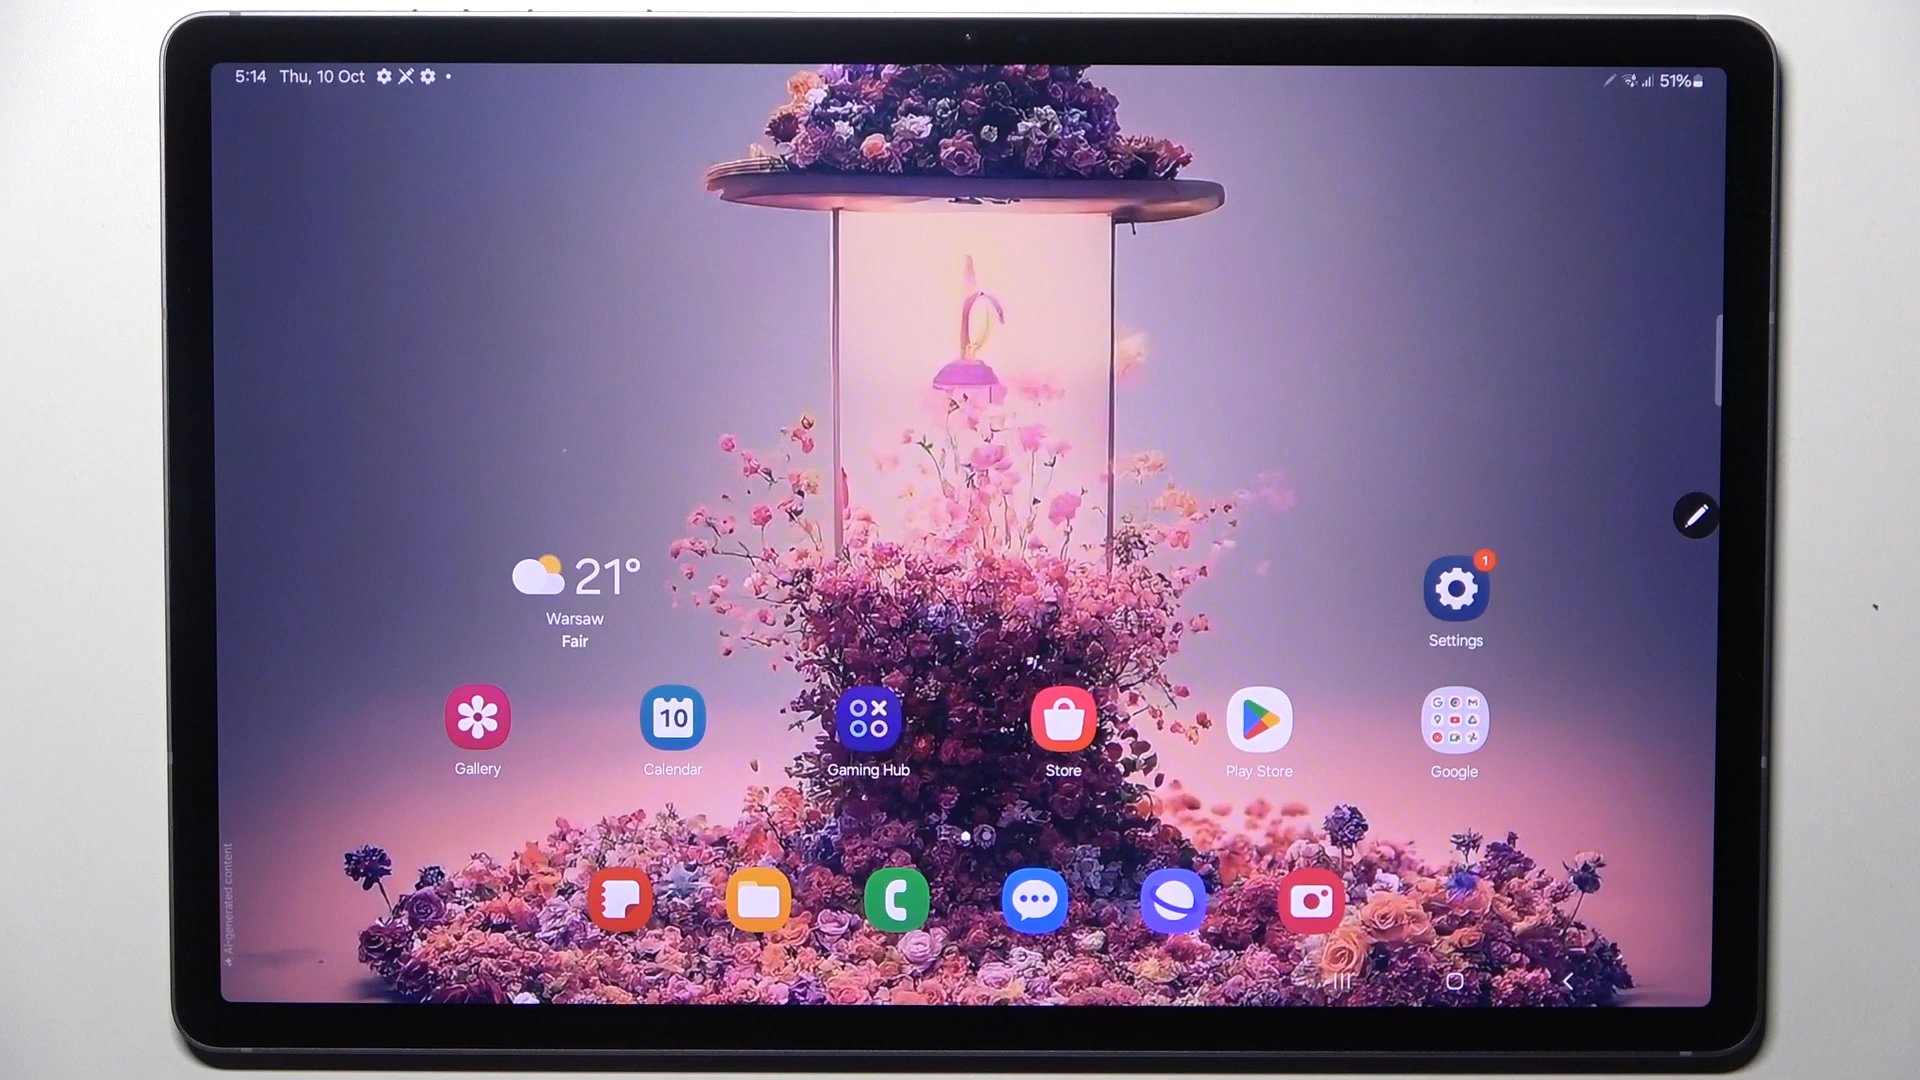 5:14 Thu, 10 Oct
51%
21°
Warsaw
Fair
1
Settings
10
Gallery
Calendar
Gaming Hub
Store
Play Store
Google
AI-generated content